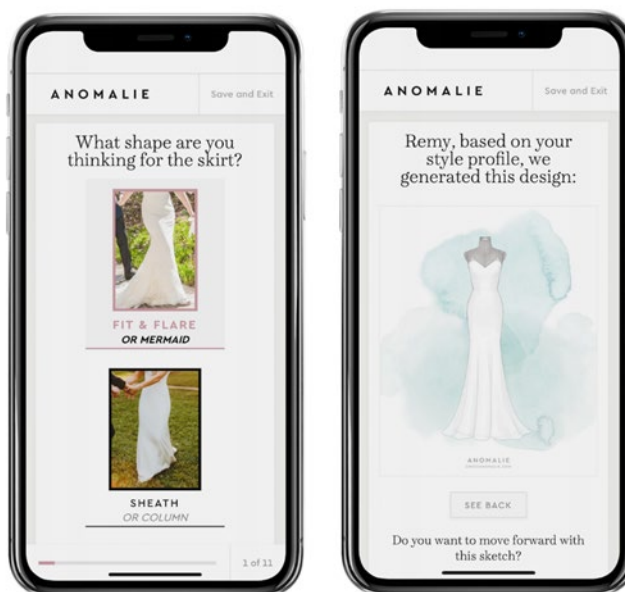 ANOMALIE
Save and Exit
What shape are you
thinking for the skirt?
FIT & FLARE
OR MERMAID
SHEATH
OR COLUMN
1 of 11
ANOMALIE
Save and Exit
Remy, based on your
style profile, we
generated this design:
ANOMALIE
SEE BACK
Do you want to move forward with
this sketch?